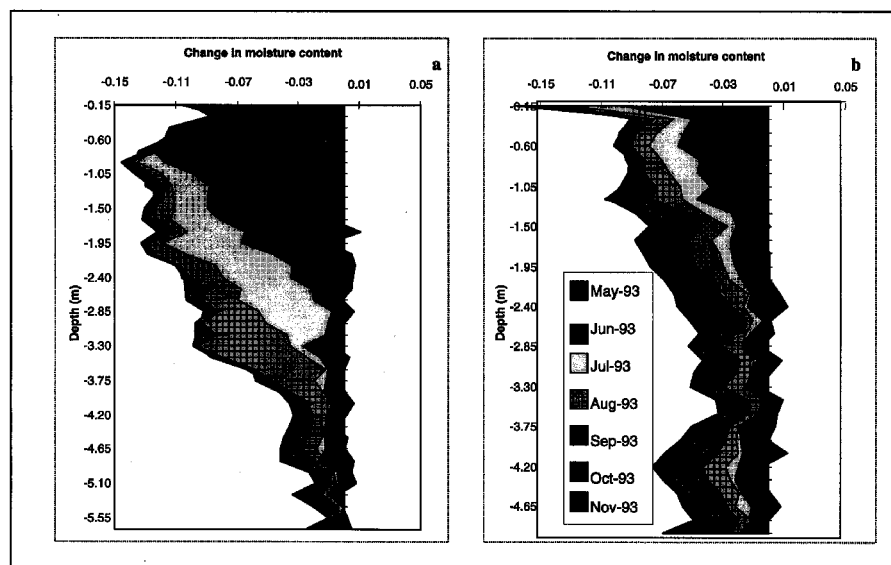 Change in moisture content
a
-0.15 -0.11 -0.07 -0.03 0.01 0.05
-0.15
-0.60
-1.05
-1.50
-1.95
-2.40
-2.85
-3.30
-3.75
-4.20
-4.65
-5.10
-5.55
Depth (m)
Change in moisture content
b
-0.15 -0.11 -0.07 -0.03 0.01 0.05
-0.15
-0.60
-1.05
-1.50
-1.95
-2.40
-2.85
-3.30
-3.75
-4.20
-4.65
Depth (m)
May-93
Jun-93
Jul-93
Aug-93
Sep-93
Oct-93
Nov-93